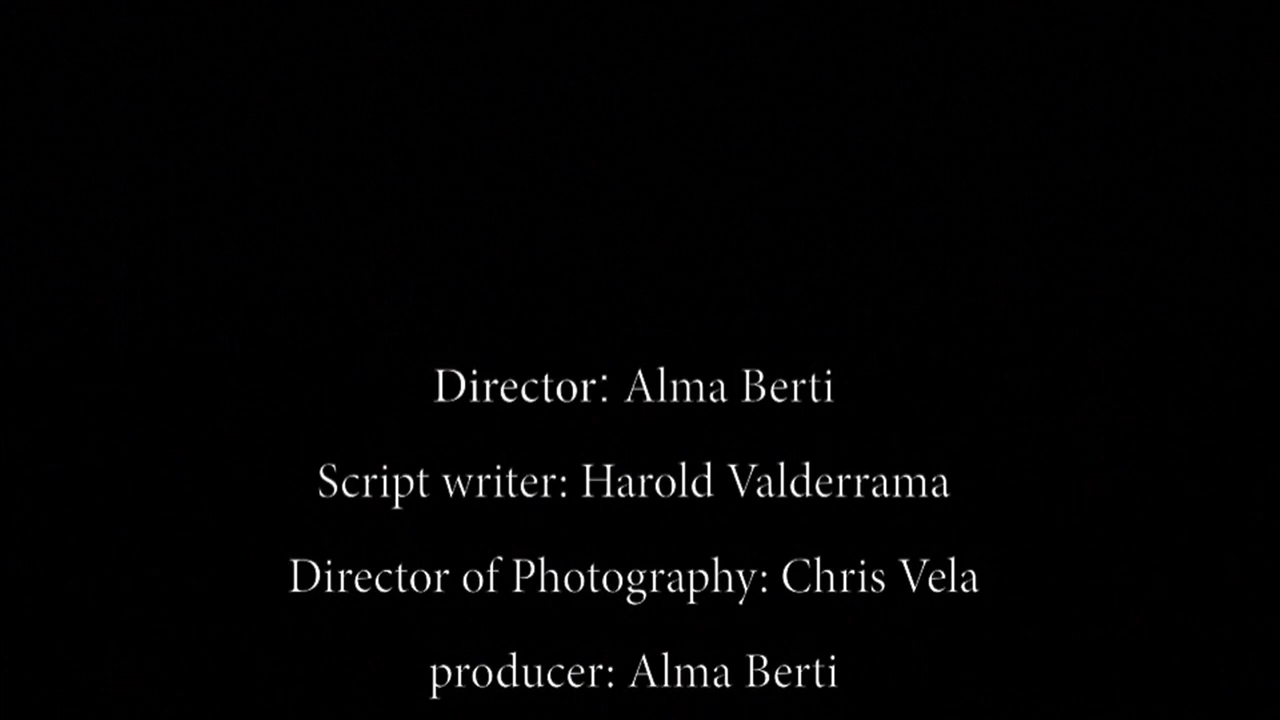 Director: Alma Berti
Script writer: Harold Valderrama
Director of Photography: Chris Vela
producer: Alma Berti